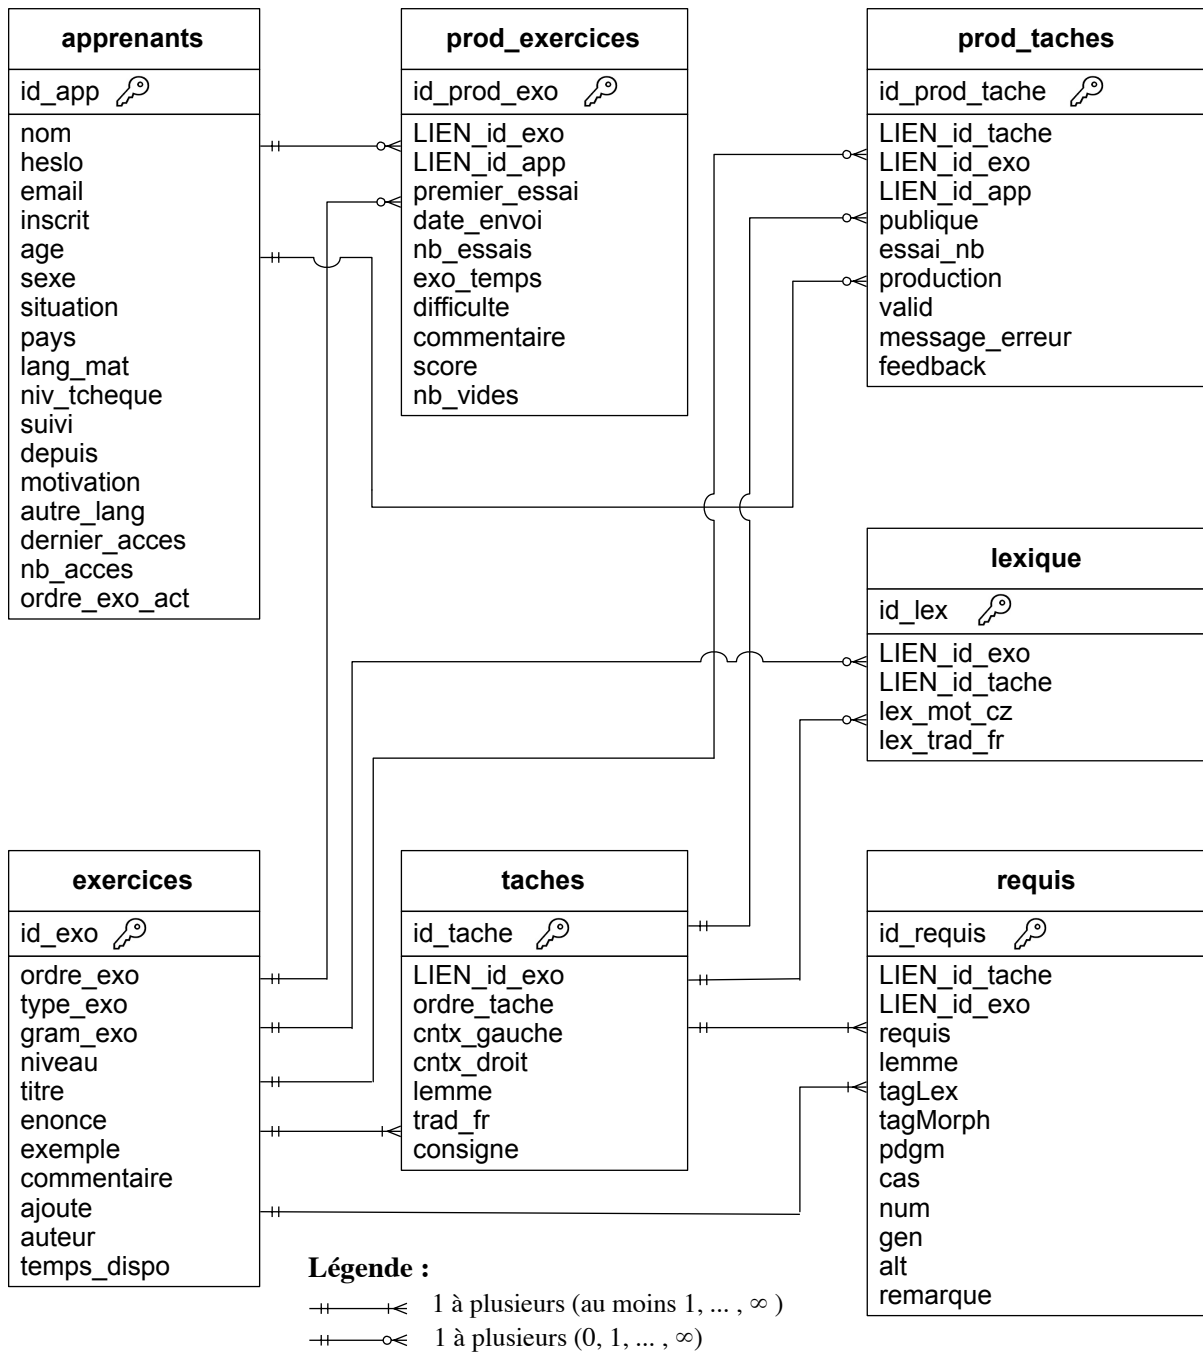 apprenants
id_app
nom
heslo
email
inscrit
age
sexe
situation
pays
lang_mat
niv_tcheque
suivi
depuis
motivation
autre_lang
dernier_acces
nb_acces
ordre_exo_act
prod_exercices
id_prod_exo
LIEN_id_exo
LIEN_id_app
premier_essai
date_envoi
nb_essais
exo_temps
difficulte
commentaire
score
nb_vides
prod_taches
id_prod_tache
LIEN_id_tache
LIEN_id_exo
LIEN_id_app
publique
essai_nb
production
valid
message_erreur
feedback
lexique
id_lex
LIEN_id_exo
LIEN_id_tache
lex_mot_cz
lex_trad_fr
exercices
id_exo
ordre_exo
type_exo
gram_exo
niveau
titre
enonce
exemple
commentaire
ajoute
auteur
temps_dispo
taches
id_tache
LIEN_id_exo
ordre_tache
cntx_gauche
cntx_droit
lemme
trad_fr
consigne
requis
id_requis
LIEN_id_tache
LIEN_id_exo
requis
lemme
tagLex
tagMorph
pdgm
cas
num
gen
alt
remarque
Légende :
1 à plusieurs (au moins 1, ... , ∞ )
1 à plusieurs (0, 1, ... , ∞)